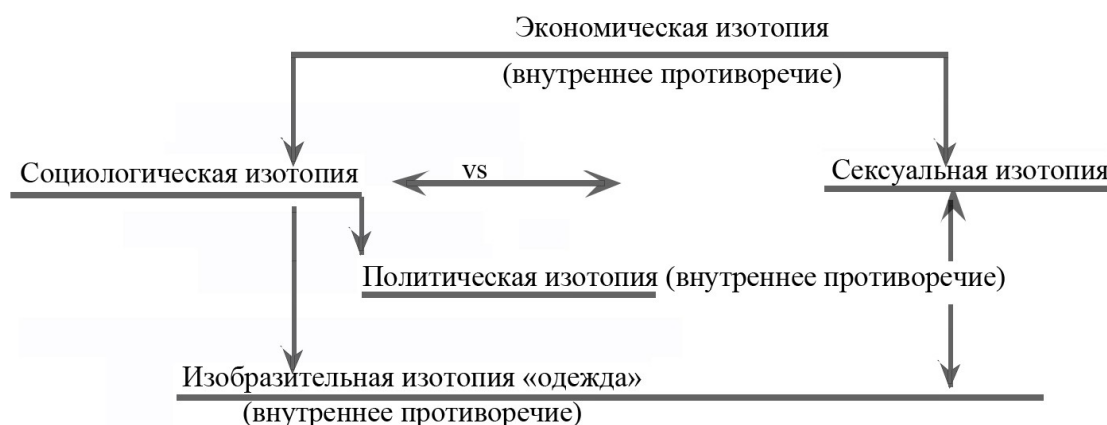 Экономическая изотопия
(внутреннее противоречие)
Социологическая изотопия
vs
Сексуальная изотопия
Политическая изотопия (внутреннее противоречие)
Изобразительная изотопия «одежда»
(внутреннее противоречие)